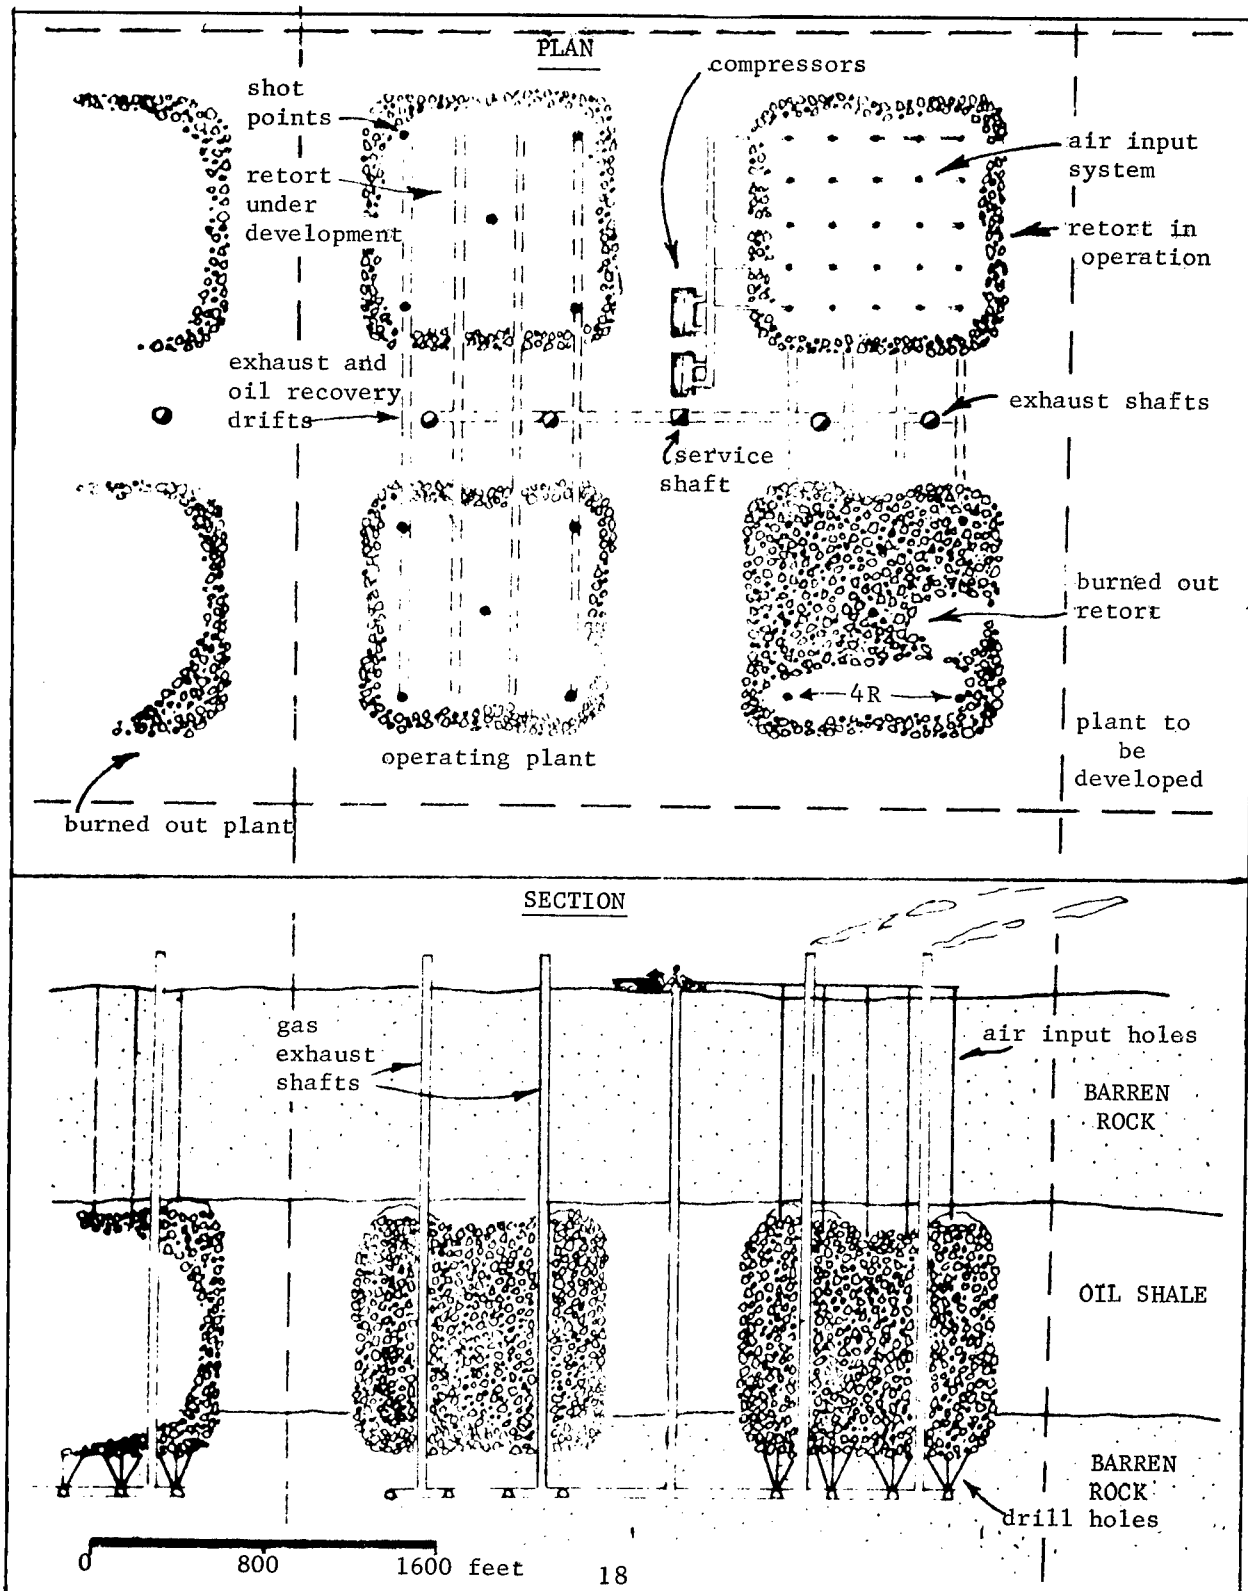 PLAN
compressors
shot
points
air input
system
retort
under
development
retort in
operation
exhaust and
oil recovery
drifts
exhaust shafts
service
shaft
burned out
retort
4R
operating plant
plant to
be
developed
burned out plant
SECTION
gas
exhaust
shafts
air input holes
BARREN
ROCK
OIL SHALE
BARREN
ROCK
drill holes
0 800 1600 feet
18